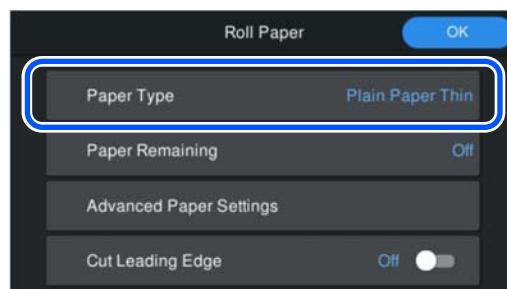 Roll Paper OK
Paper Type Plain Paper Thin
Paper Remaining Off
Advanced Paper Settings
Cut Leading Edge Off